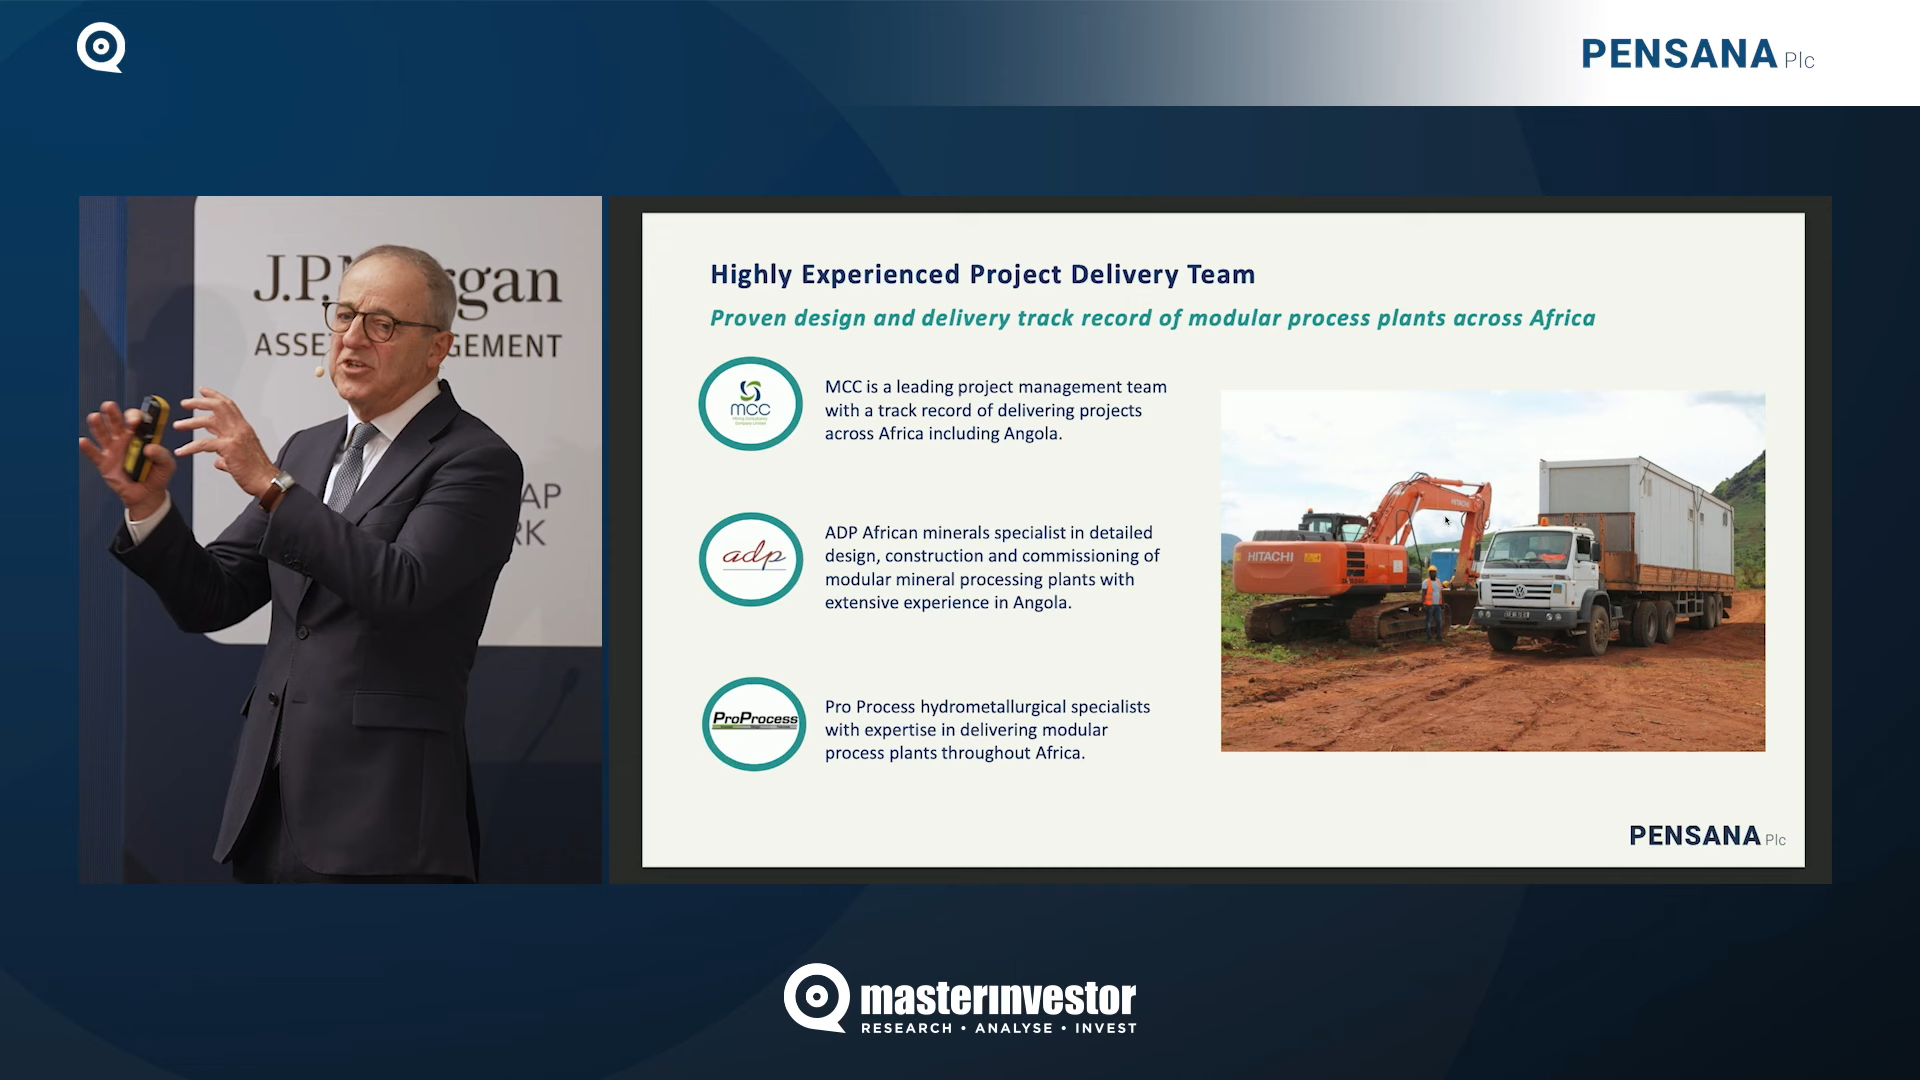 PENSANA Plc
J.P. Morgan
ASSET MANAGEMENT
AP
RK
Highly Experienced Project Delivery Team
Proven design and delivery track record of modular process plants across Africa
mcc
MCC is a leading project management team
with a track record of delivering projects
across Africa including Angola.
adp
ADP African minerals specialist in detailed
design, construction and commissioning of
modular mineral processing plants with
extensive experience in Angola.
ProProcess
Pro Process hydrometallurgical specialists
with expertise in delivering modular
process plants throughout Africa.
HITACHI
HITACHI
PENSANA Plc
masterinvestor
RESEARCH • ANALYSE • INVEST